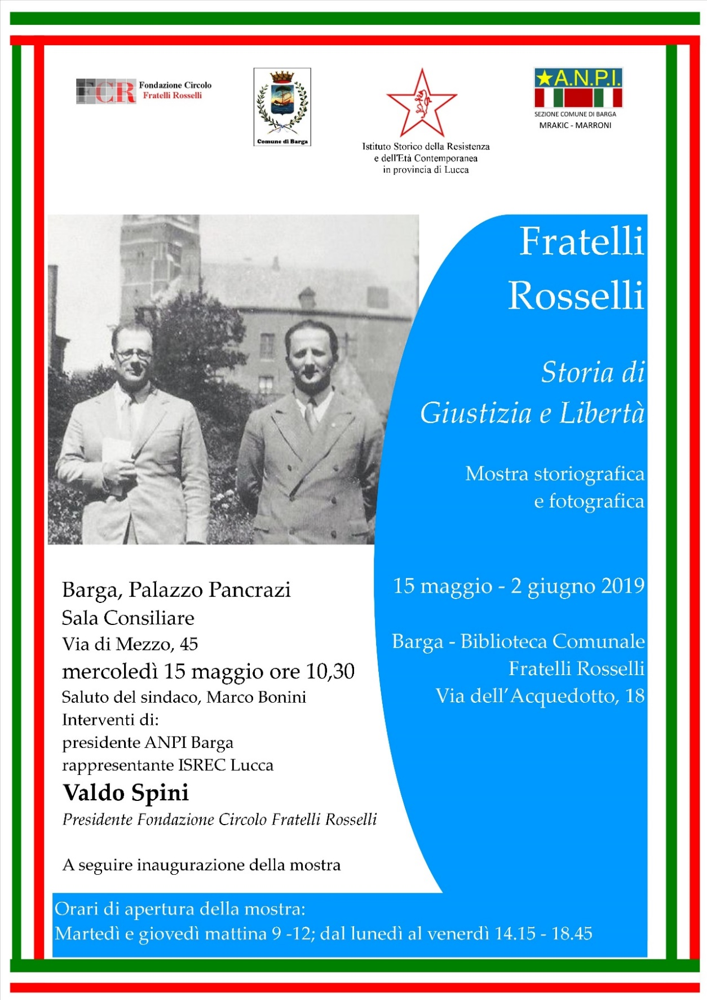 FCR Fondazione Circolo
Fratelli Rosselli
Comune di Barga
Istituto Storico della Resistenza
e dell'Età Contemporanea
in provincia di Lucca
A.N.P.I.
SEZIONE COMUNE DI BARGA
MRAKIC - MARRONI
Fratelli
Rosselli
Storia di
Giustizia e Libertà
Mostra storiografica
e fotografica
15 maggio - 2 giugno 2019
Barga - Biblioteca Comunale
Fratelli Rosselli
Via dell'Acquedotto, 18
Barga, Palazzo Pancrazi
Sala Consiliare
Via di Mezzo, 45
mercoledì 15 maggio ore 10,30
Saluto del sindaco, Marco Bonini
Interventi di:
presidente ANPI Barga
rappresentante ISREC Lucca
Valdo Spini
Presidente Fondazione Circolo Fratelli Rosselli
A seguire inaugurazione della mostra
Orari di apertura della mostra:
Martedì e giovedì mattina 9 -12; dal lunedì al venerdì 14.15 - 18.45